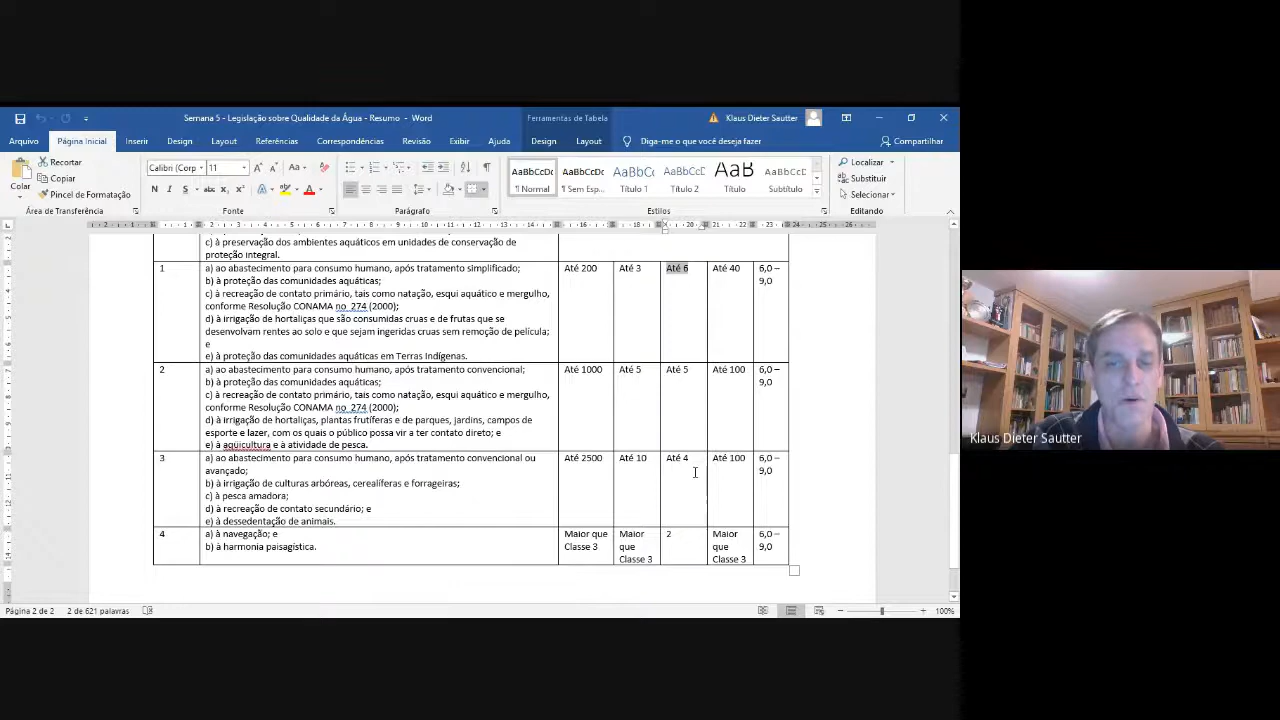 Semana 5 - Legislação sobre Qualidade da Água - Resumo - Word
Ferramentas de Tabela
Klaus Dieter Sautter
Arquivo Página Inicial Inserir Design Layout Referências Correspondências Revisão Exibir Ajuda Design Layout Diga-me o que você deseja fazer Compartilhar
Colar
Recortar
Copiar
Pincel de Formatação
Área de Transferência
Calibri (Corp 11
N I S abc x₂ x²
Fonte
Parágrafo
AaBbCcDc AaBbCcDc AaBbCc AaBbCcC AaB AaBbCcC
¶ Normal ¶ Sem Esp... Título 1 Título 2 Título Subtítulo
Estilos
Localizar
Substituir
Selecionar
Editando
c) à preservação dos ambientes aquáticos em unidades de conservação de
proteção integral.
1
a) ao abastecimento para consumo humano, após tratamento simplificado;
b) à proteção das comunidades aquáticas;
c) à recreação de contato primário, tais como natação, esqui aquático e mergulho,
conforme Resolução CONAMA no 274 (2000);
d) à irrigação de hortaliças que são consumidas cruas e de frutas que se
desenvolvam rentes ao solo e que sejam ingeridas cruas sem remoção de película;
e
e) à proteção das comunidades aquáticas em Terras Indígenas.
Até 200
Até 3
Até 6
Até 40
6,0 –
9,0
2
a) ao abastecimento para consumo humano, após tratamento convencional;
b) à proteção das comunidades aquáticas;
c) à recreação de contato primário, tais como natação, esqui aquático e mergulho,
conforme Resolução CONAMA no 274 (2000);
d) à irrigação de hortaliças, plantas frutíferas e de parques, jardins, campos de
esporte e lazer, com os quais o público possa vir a ter contato direto; e
e) à aqüicultura e à atividade de pesca.
Até 1000
Até 5
Até 5
Até 100
6,0 –
9,0
3
a) ao abastecimento para consumo humano, após tratamento convencional ou
avançado;
b) à irrigação de culturas arbóreas, cerealíferas e forrageiras;
c) à pesca amadora;
d) à recreação de contato secundário; e
e) à dessedentação de animais.
Até 2500
Até 10
Até 4
Até 100
6,0 –
9,0
4
a) à navegação; e
b) à harmonia paisagística.
Maior que
Classe 3
Maior
que
Classe 3
2
Maior
que
Classe 3
6,0 –
9,0
Página 2 de 2 2 de 621 palavras
100%
Klaus Dieter Sautter